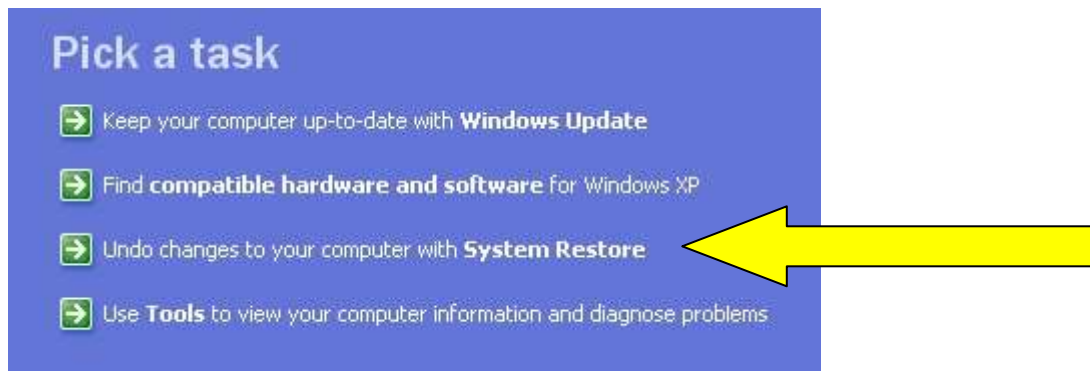 Pick a task
Keep your computer up-to-date with Windows Update
Find compatible hardware and software for Windows XP
Undo changes to your computer with System Restore
Use Tools to view your computer information and diagnose problems